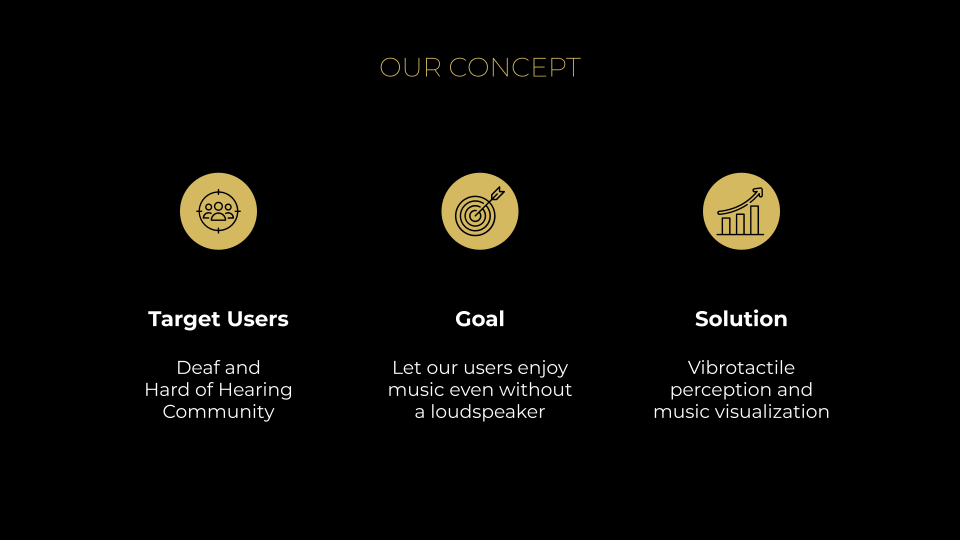 OUR CONCEPT
Target Users
Deaf and
Hard of Hearing
Community
Goal
Let our users enjoy
music even without
a loudspeaker
Solution
Vibrotactile
perception and
music visualization